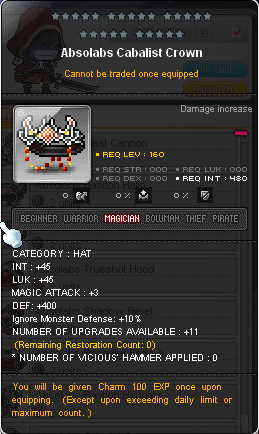 Absolabs Cabalist Crown
Cannot be traded once equipped
Damage increase
REQ LEV : 160
REQ STR : 000 REQ LUK : 000
REQ DEX : 000 REQ INT : 480
BEGINNER WARRIOR MAGICIAN BOWMAN THIEF PIRATE
CATEGORY : HAT
INT : +45
LUK : +45
MAGIC ATTACK : +3
DEF: +400
Ignore Monster Defense: +10%
NUMBER OF UPGRADES AVAILABLE : +11
(Remaining Restoration Count: 0)
* NUMBER OF VICIOUS' HAMMER APPLIED : 0
You will be given Charm 100 EXP once upon
equipping. (Except upon exceeding daily limit or
maximum count. )